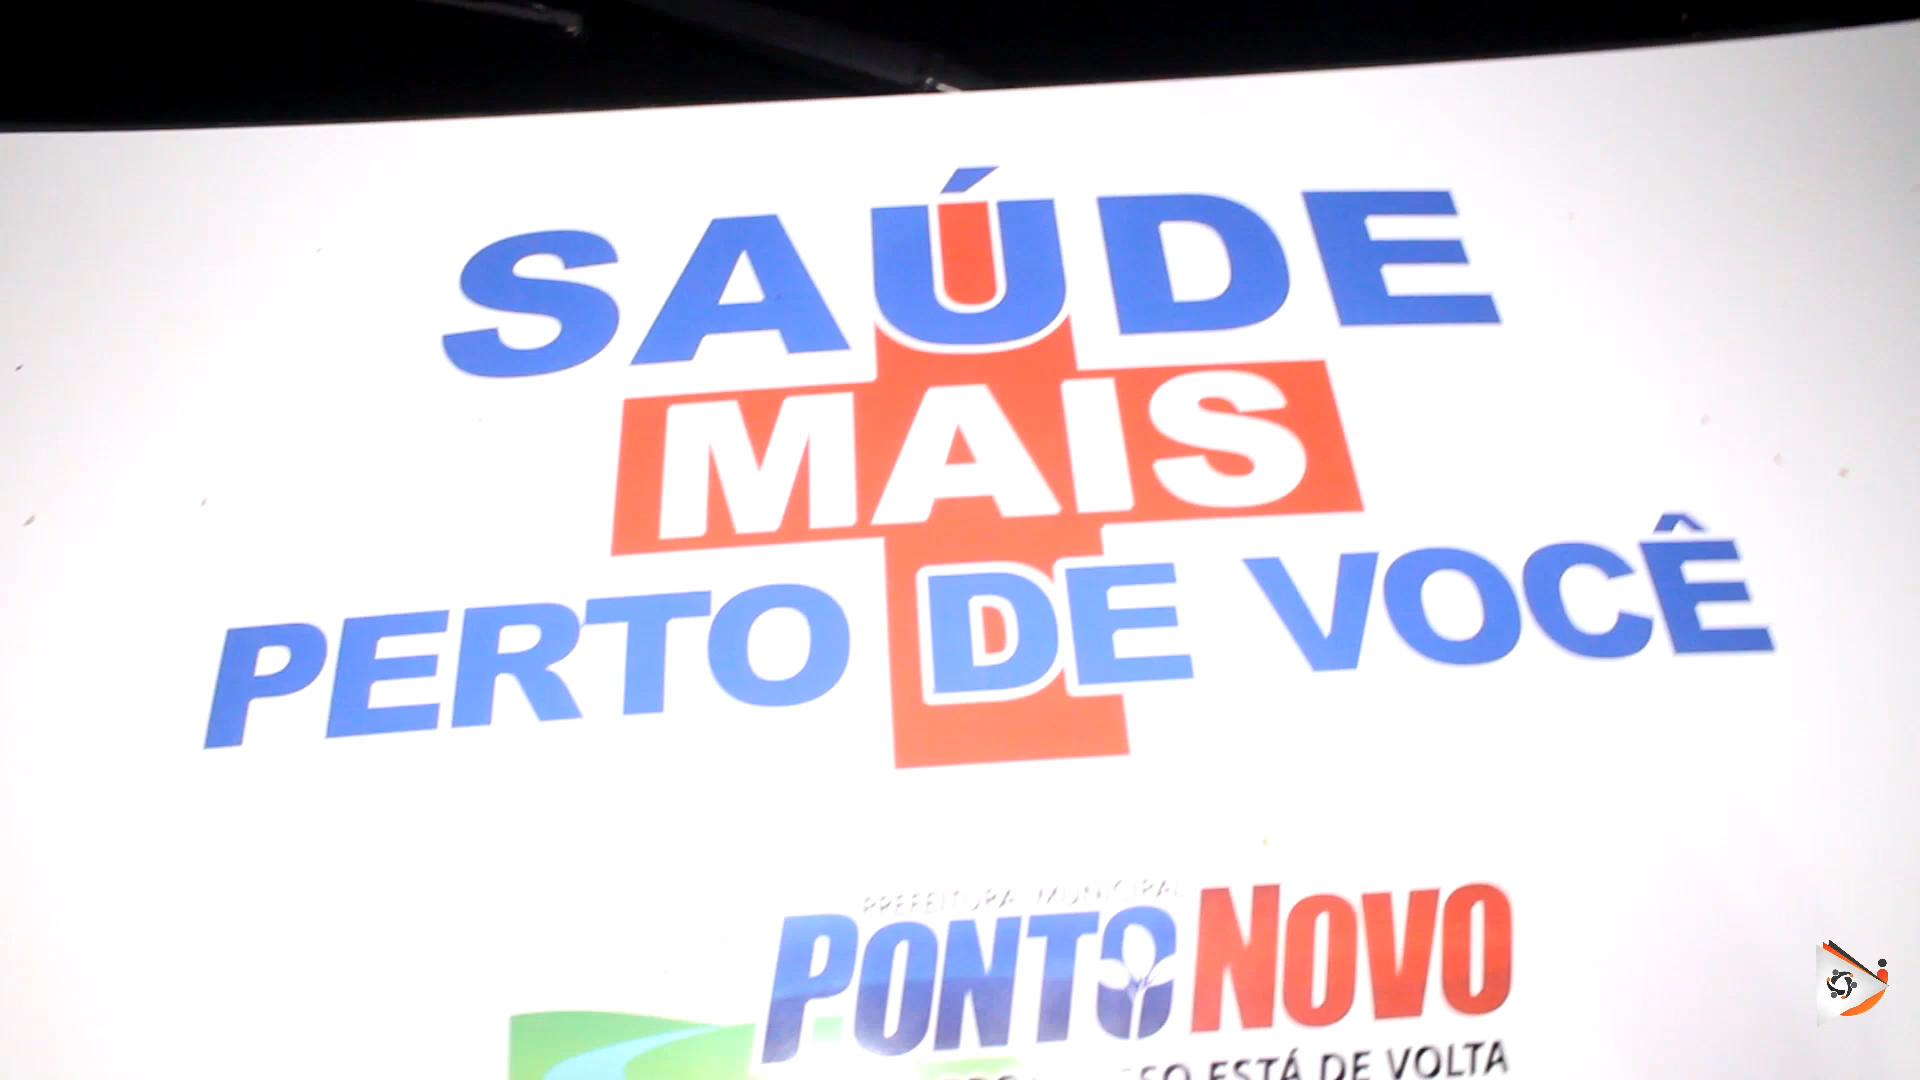 SAÚDE
MAIS
PERTO DE VOCÊ
PREFEITURA MUNICIPAL
PONTO NOVO
ESTÁ DE VOLTA